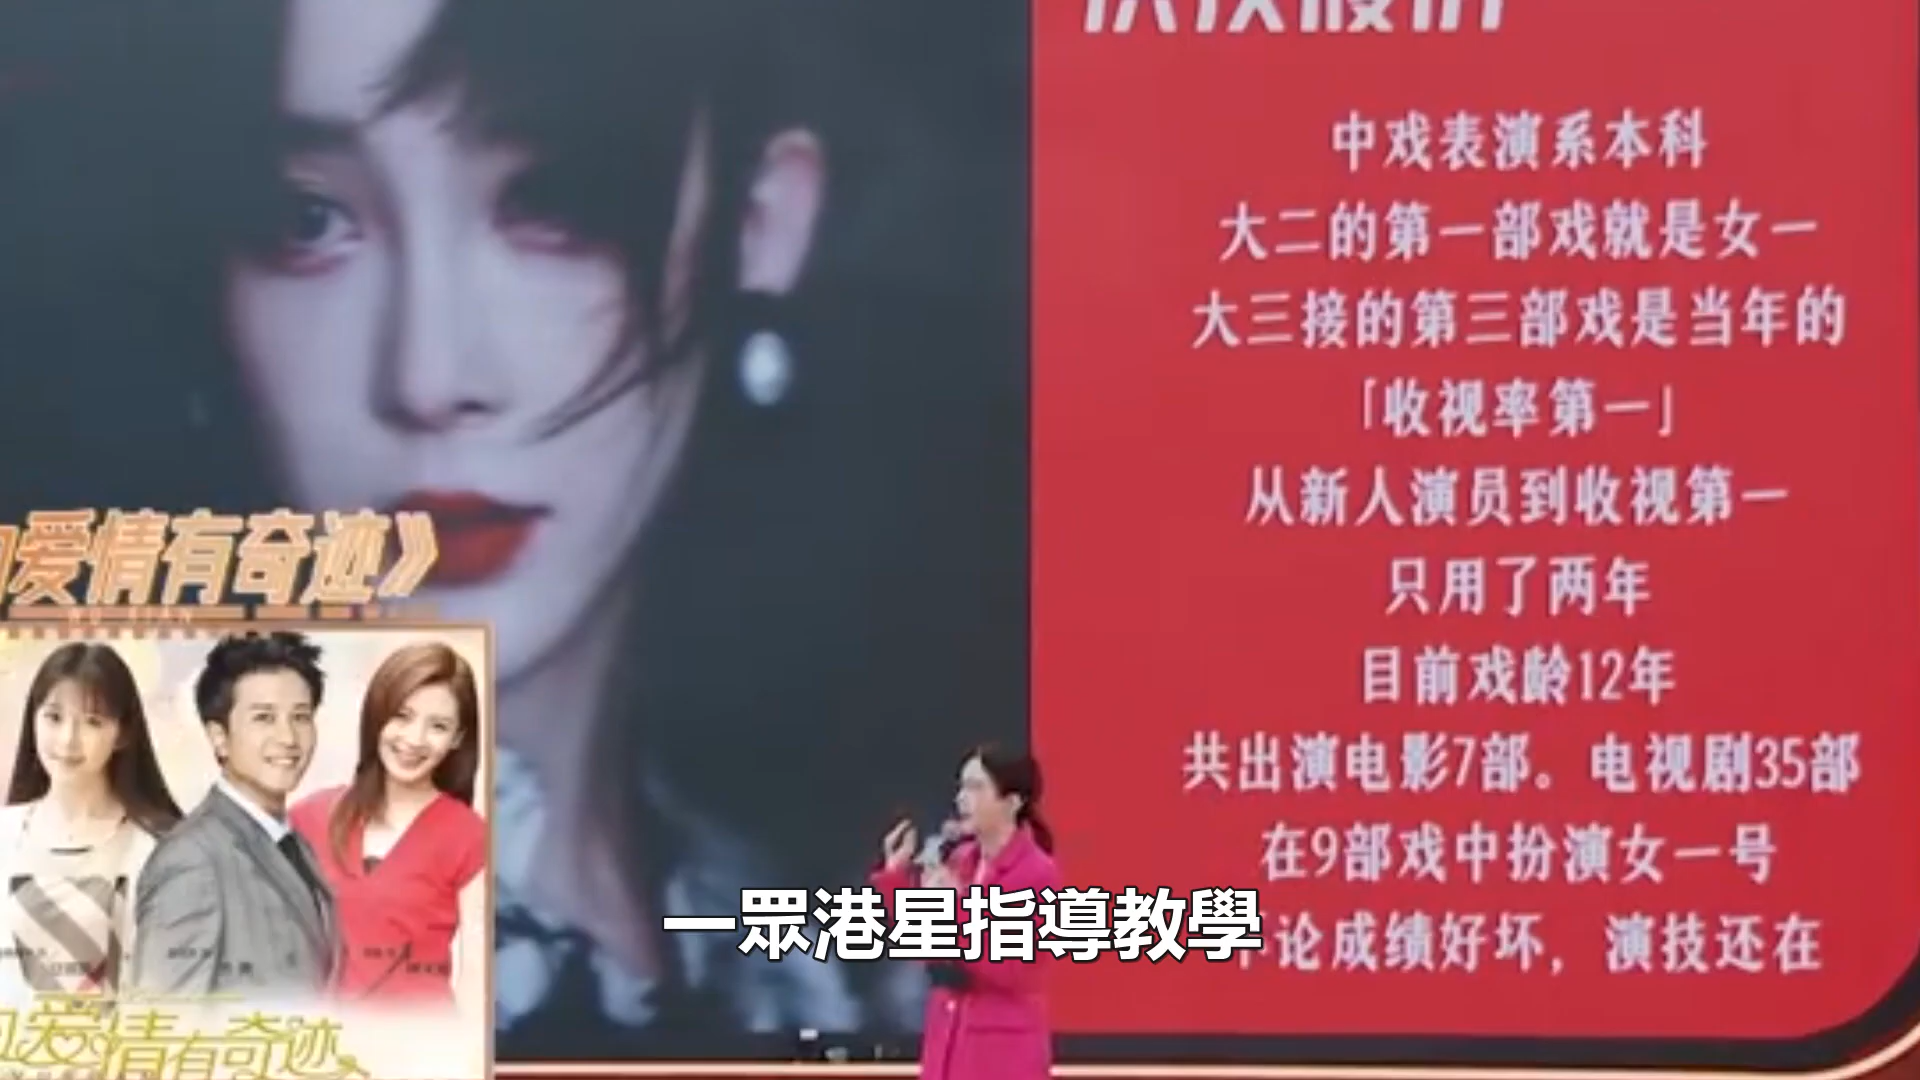 中戏表演系本科
大二的第一部戏就是女一
大三接的第三部戏是当年的
「收视率第一」
从新人演员到收视第一
只用了两年
目前戏龄12年
共出演电影7部。电视剧35部
在9部戏中扮演女一号
论成绩好坏，演技还在
爱情有奇迹》
爱情有奇迹
一眾港星指導教學